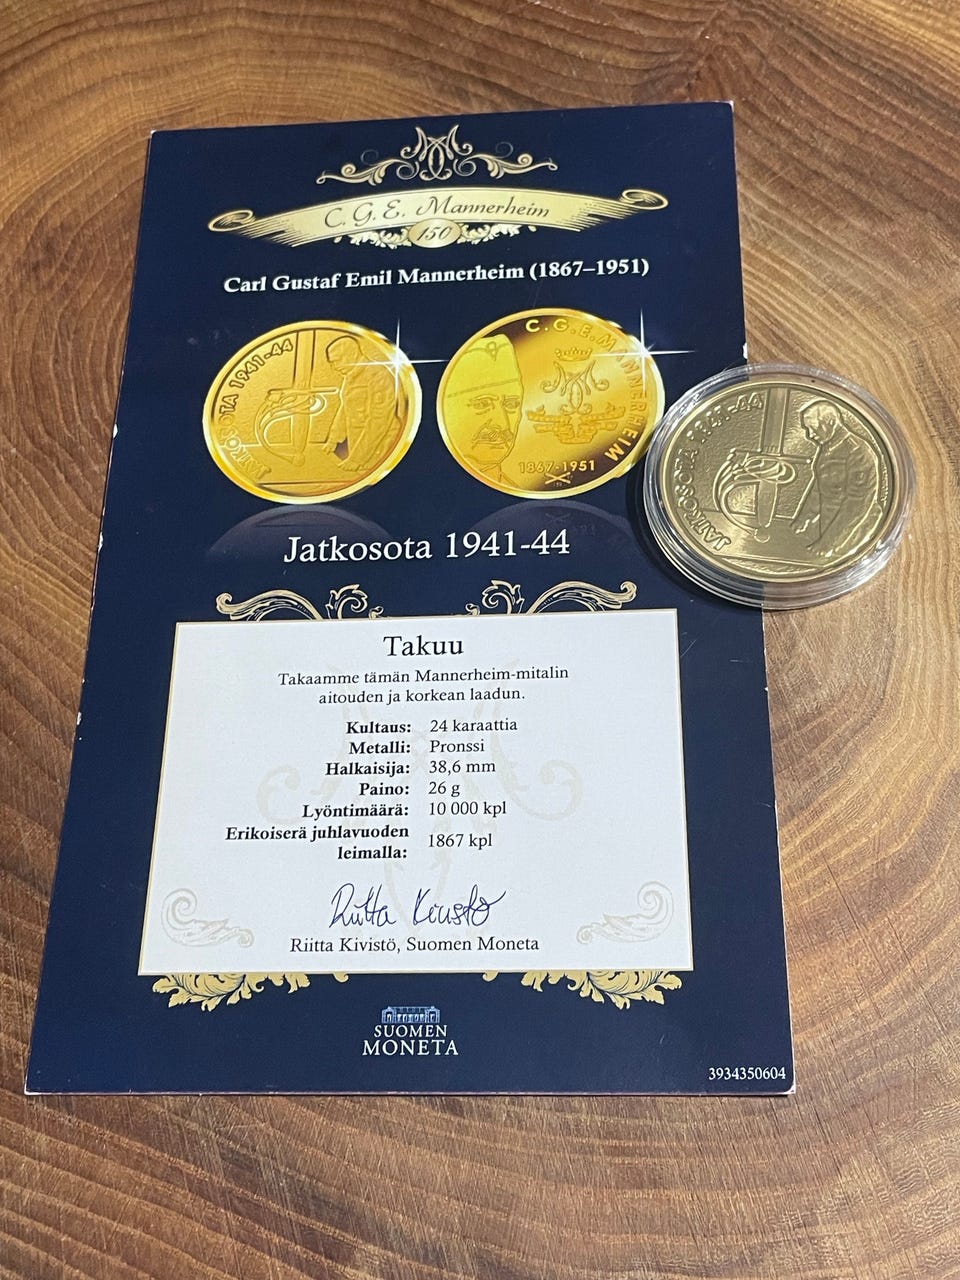 C. G. E. Mannerheim
150
Carl Gustaf Emil Mannerheim (1867–1951)
JATKOSOTA 1941-44
C.G.E. MANNERHEIM
1867-1951
JATKOSOTA 1941-44
Jatkosota 1941-44
Takuu
Takaamme tämän Mannerheim-mitalin
aitouden ja korkean laadun.
Kultaus: 24 karaattia
Metalli: Pronssi
Halkaisija: 38,6 mm
Paino: 26 g
Lyöntimäärä: 10 000 kpl
Erikoiserä juhlavuoden
leimalla: 1867 kpl
Riitta Kivistö
Riitta Kivistö, Suomen Moneta
SUOMEN
MONETA
3934350604